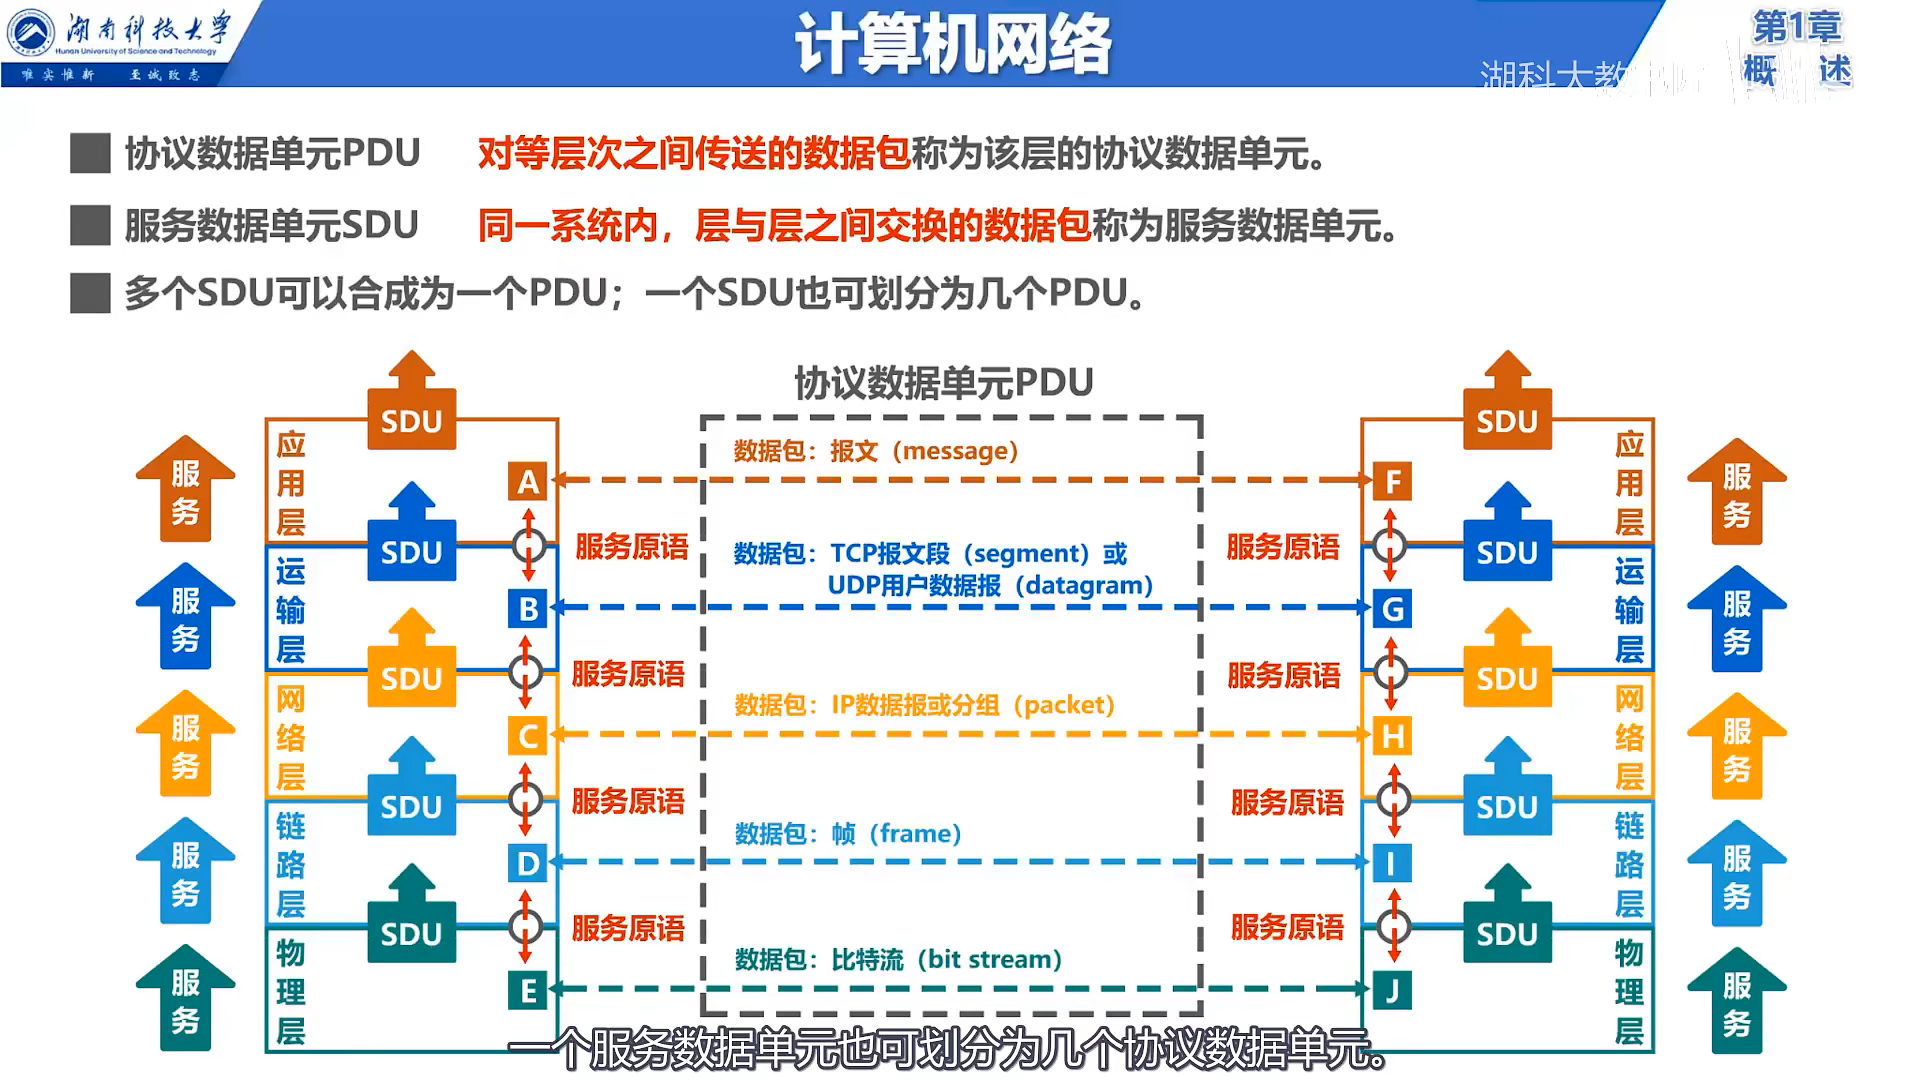 湖南科技大学
Hunan University of Science and Technology
唯实惟新 至诚致志
计算机网络
第1章
概 述
湖科大教
协议数据单元PDU 对等层次之间传送的数据包称为该层的协议数据单元。
服务数据单元SDU 同一系统内，层与层之间交换的数据包称为服务数据单元。
多个SDU可以合成为一个PDU；一个SDU也可划分为几个PDU。
协议数据单元PDU
服务
应用层
SDU
A
数据包：报文（message）
F
SDU
应用层
服务
服务原语
服务原语
服务
运输层
SDU
B
数据包：TCP报文段（segment）或
UDP用户数据报（datagram）
G
SDU
运输层
服务
服务原语
服务原语
服务
网络层
SDU
C
数据包：IP数据报或分组（packet）
H
SDU
网络层
服务
服务原语
服务原语
服务
链路层
SDU
D
数据包：帧（frame）
I
SDU
链路层
服务
服务原语
服务原语
服务
物理层
SDU
E
数据包：比特流（bit stream）
J
SDU
物理层
服务
一个服务数据单元也可划分为几个协议数据单元。